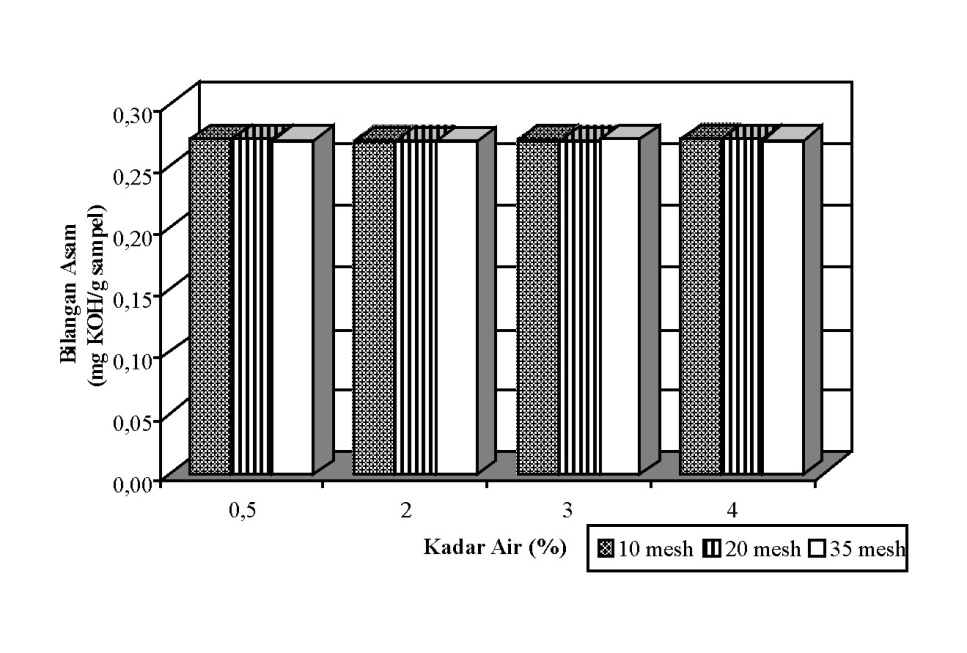 0,30
0,25
0,20
0,15
0,10
0,05
0,00
Bilangan Asam
(mg KOH/g sampel)
0,5 2 3 4
Kadar Air (%)
10 mesh 20 mesh 35 mesh